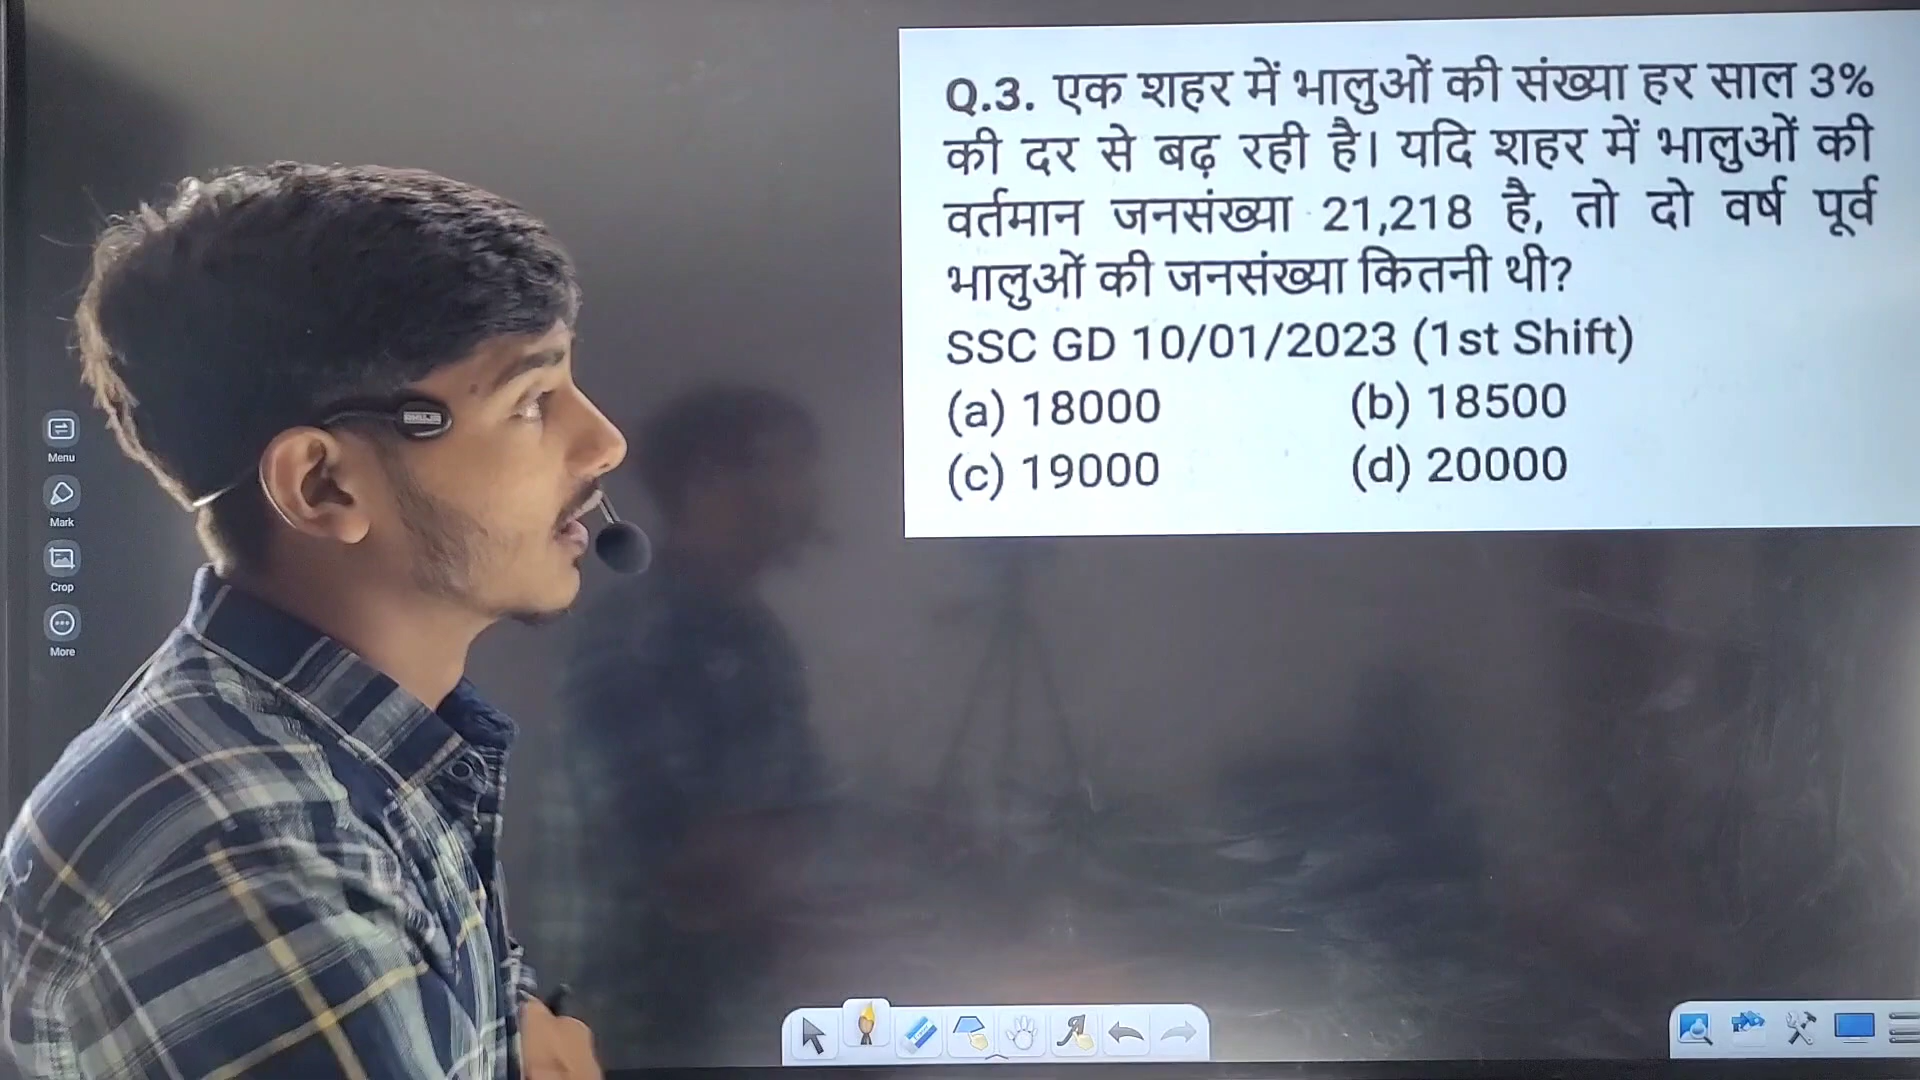 Q.3. एक शहर में भालुओं की संख्या हर साल 3%
की दर से बढ़ रही है। यदि शहर में भालुओं की
वर्तमान जनसंख्या 21,218 है, तो दो वर्ष पूर्व
भालुओं की जनसंख्या कितनी थी?
SSC GD 10/01/2023 (1st Shift)
(a) 18000 (b) 18500
(c) 19000 (d) 20000
Menu
Mark
Crop
More